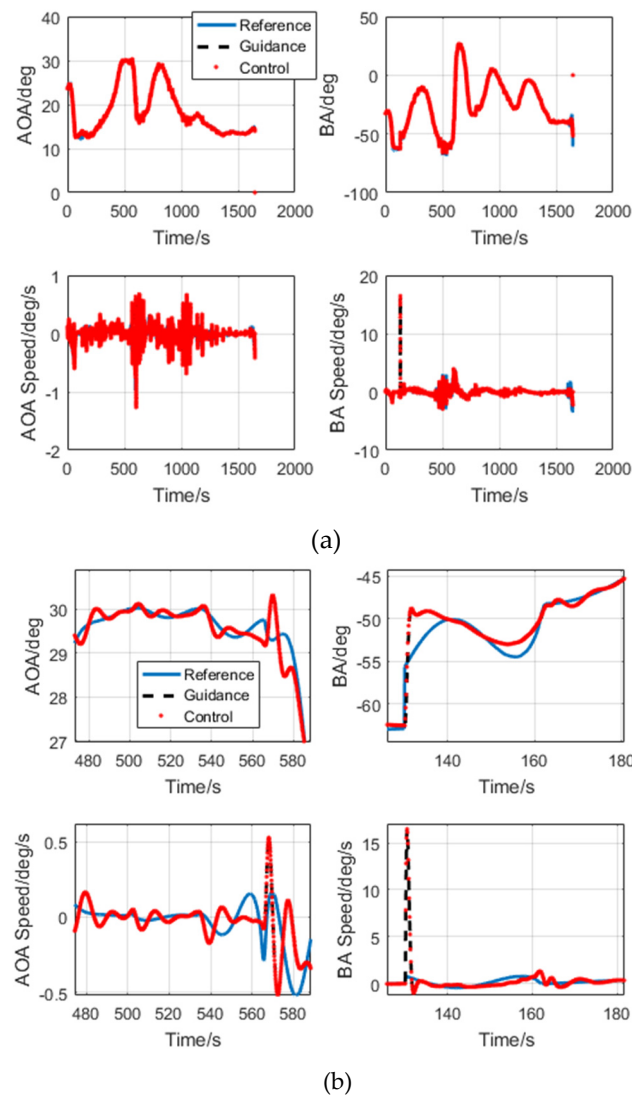 40
30
20
10
0
AOA/deg
0 500 1000 1500 2000
Time/s
Reference
Guidance
Control
50
0
-50
-100
BA/deg
0 500 1000 1500 2000
Time/s
1
0
-1
-2
AOA Speed/deg/s
0 500 1000 1500 2000
Time/s
20
10
0
-10
BA Speed/deg/s
0 500 1000 1500 2000
Time/s
(a)
30
29
28
27
AOA/deg
480 500 520 540 560 580
Time/s
Reference
Guidance
Control
-45
-50
-55
-60
BA/deg
140 160 180
Time/s
0.5
0
-0.5
AOA Speed/deg/s
480 500 520 540 560 580
Time/s
15
10
5
0
BA Speed/deg/s
140 160 180
Time/s
(b)